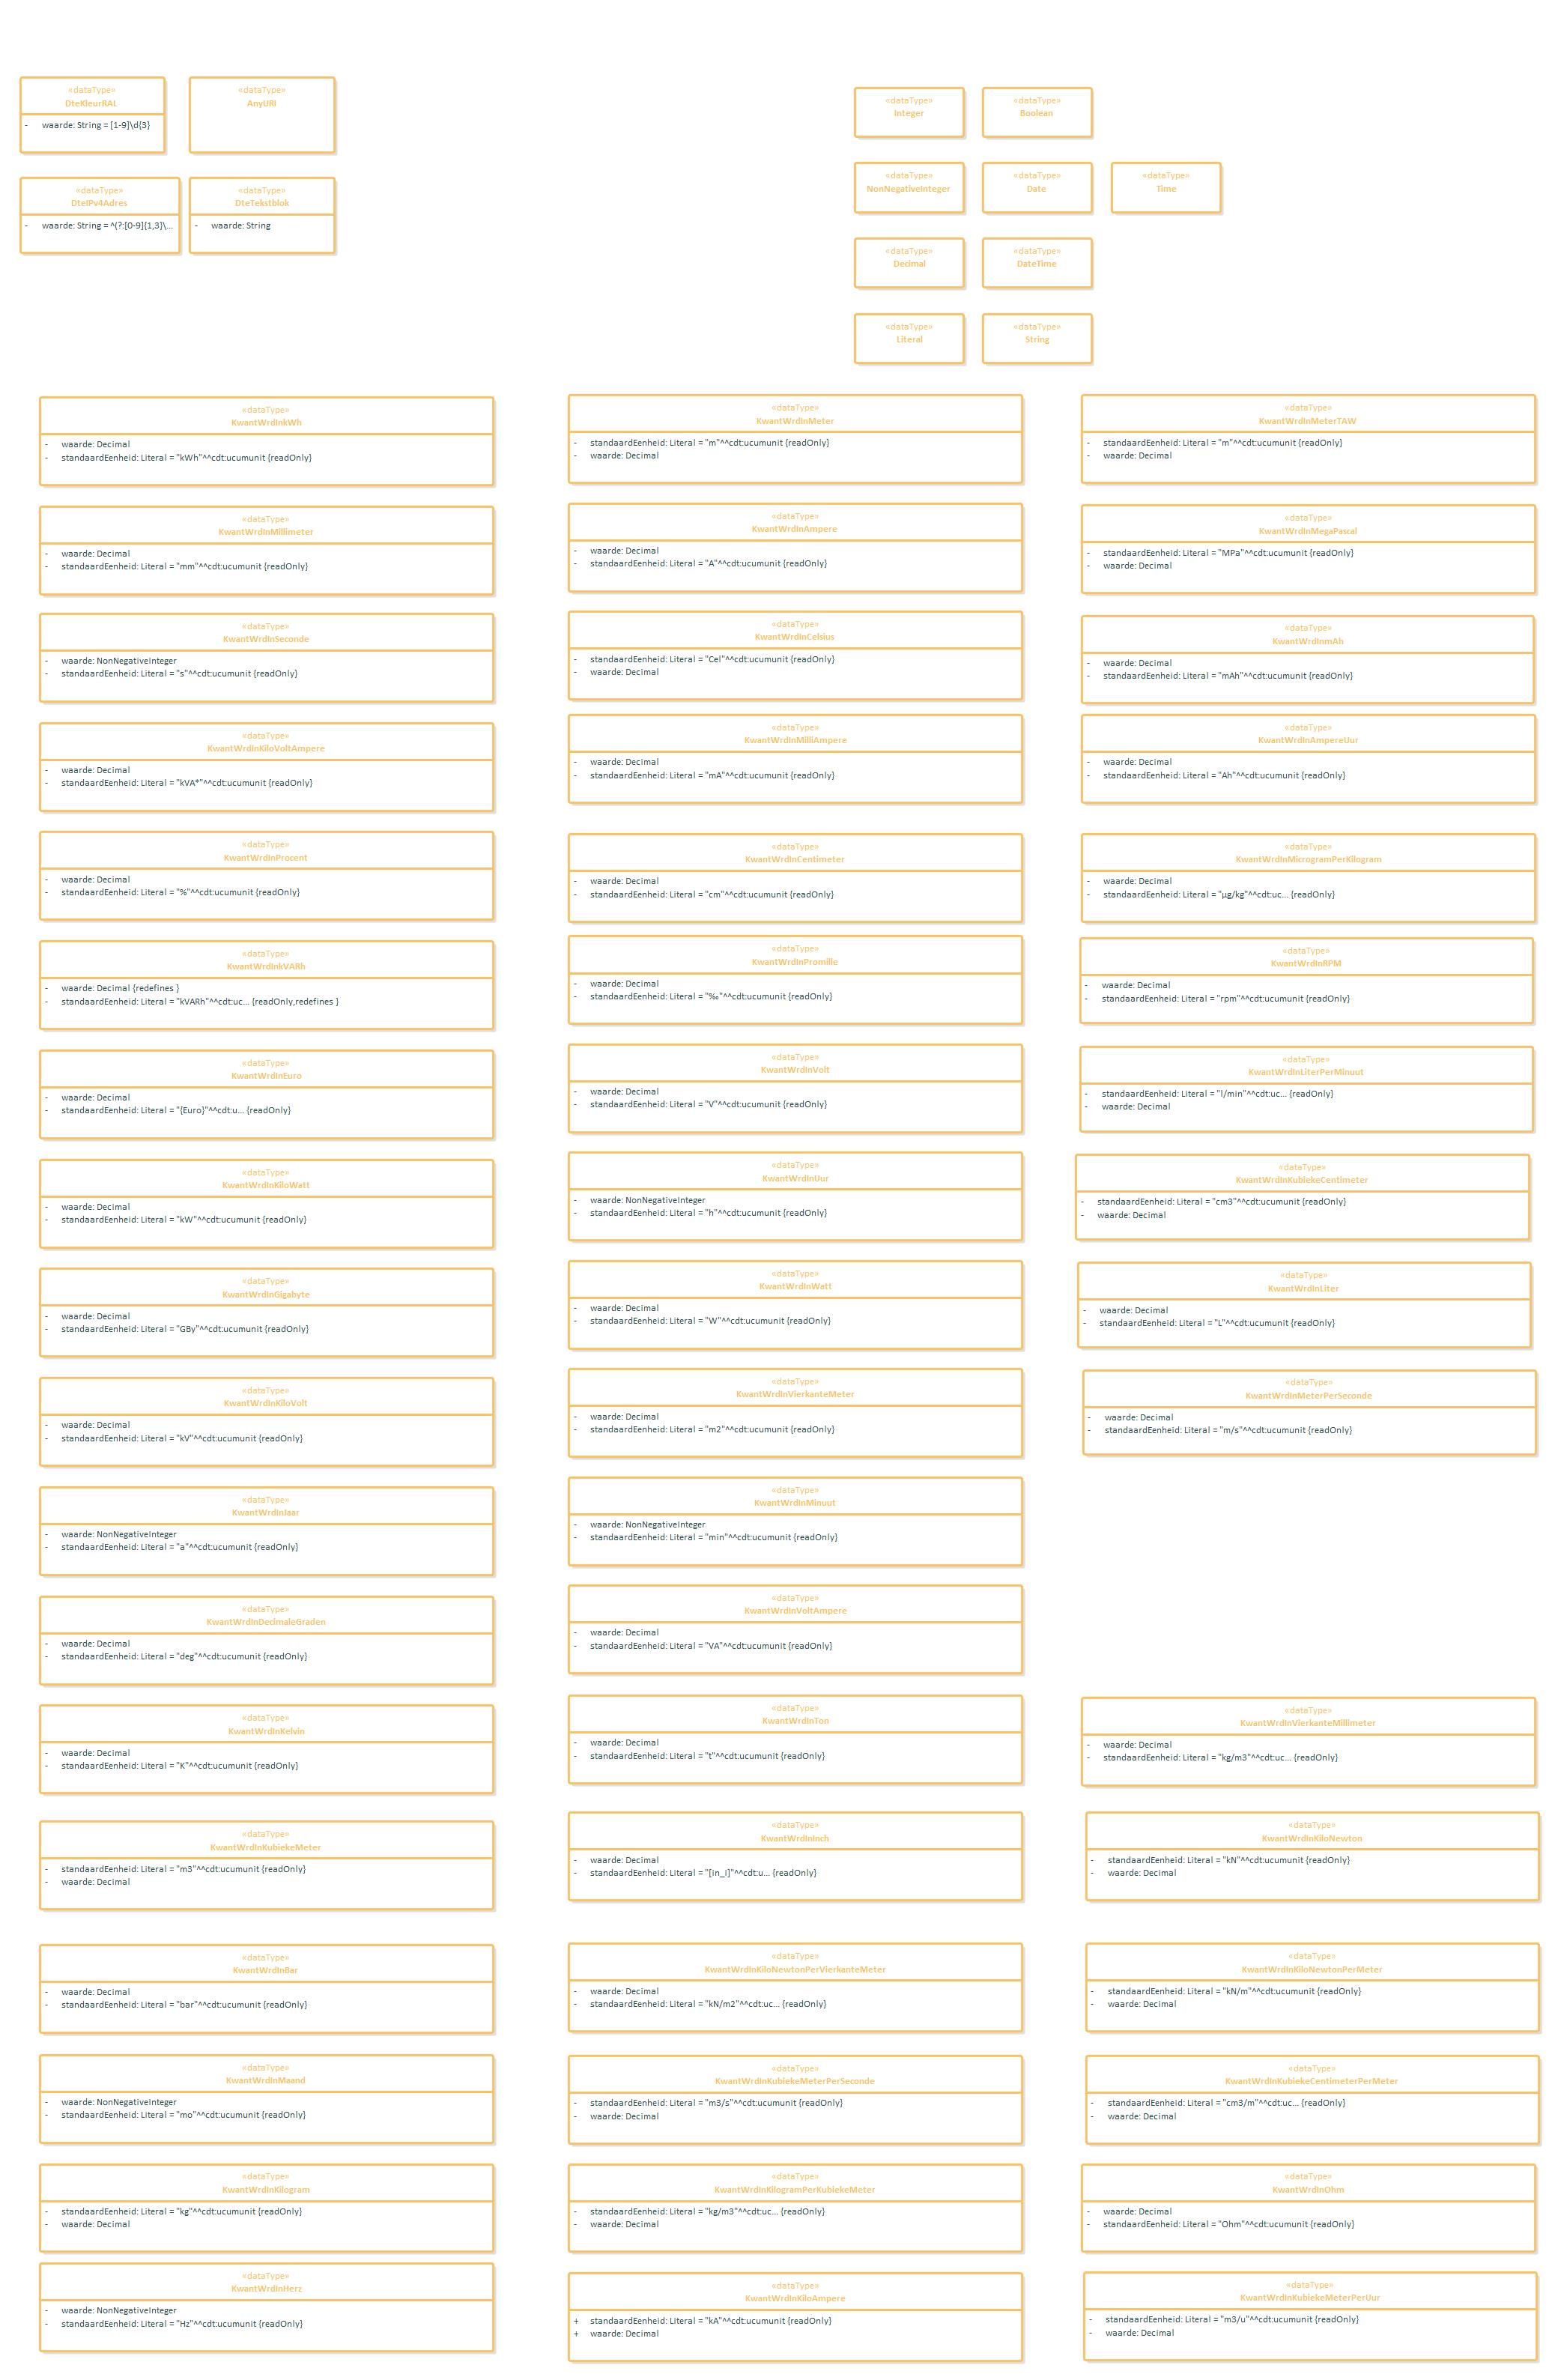 «dataType»
DteKleurRAL
- waarde: String = [1-9]\d{3}
«dataType»
AnyURI
«dataType»
DteIPv4Adres
- waarde: String = ^(?:[0-9]{1,3}\...
«dataType»
DteTekstblok
- waarde: String
«dataType»
Integer
«dataType»
Boolean
«dataType»
NonNegativeInteger
«dataType»
Date
«dataType»
Time
«dataType»
Decimal
«dataType»
DateTime
«dataType»
Literal
«dataType»
String
«dataType»
KwantWrdInkWh
- waarde: Decimal
- standaardEenheid: Literal = "kWh"^^cdt:ucumunit {readOnly}
«dataType»
KwantWrdInMeter
- standaardEenheid: Literal = "m"^^cdt:ucumunit {readOnly}
- waarde: Decimal
«dataType»
KwantWrdInMeterTAW
- standaardEenheid: Literal = "m"^^cdt:ucumunit {readOnly}
- waarde: Decimal
«dataType»
KwantWrdInMillimeter
- waarde: Decimal
- standaardEenheid: Literal = "mm"^^cdt:ucumunit {readOnly}
«dataType»
KwantWrdInAmpere
- waarde: Decimal
- standaardEenheid: Literal = "A"^^cdt:ucumunit {readOnly}
«dataType»
KwantWrdInMegaPascal
- standaardEenheid: Literal = "MPa"^^cdt:ucumunit {readOnly}
- waarde: Decimal
«dataType»
KwantWrdInSeconde
- waarde: NonNegativeInteger
- standaardEenheid: Literal = "s"^^cdt:ucumunit {readOnly}
«dataType»
KwantWrdInCelsius
- standaardEenheid: Literal = "Cel"^^cdt:ucumunit {readOnly}
- waarde: Decimal
«dataType»
KwantWrdInmAh
- waarde: Decimal
- standaardEenheid: Literal = "mAh"^^cdt:ucumunit {readOnly}
«dataType»
KwantWrdInKiloVoltAmpere
- waarde: Decimal
- standaardEenheid: Literal = "kVA*"^^cdt:ucumunit {readOnly}
«dataType»
KwantWrdInMilliAmpere
- waarde: Decimal
- standaardEenheid: Literal = "mA"^^cdt:ucumunit {readOnly}
«dataType»
KwantWrdInAmpereUur
- waarde: Decimal
- standaardEenheid: Literal = "Ah"^^cdt:ucumunit {readOnly}
«dataType»
KwantWrdInProcent
- waarde: Decimal
- standaardEenheid: Literal = "%"^^cdt:ucumunit {readOnly}
«dataType»
KwantWrdInCentimeter
- waarde: Decimal
- standaardEenheid: Literal = "cm"^^cdt:ucumunit {readOnly}
«dataType»
KwantWrdInMicrogramPerKilogram
- waarde: Decimal
- standaardEenheid: Literal = "µg/kg"^^cdt:uc... {readOnly}
«dataType»
KwantWrdInkVARh
- waarde: Decimal {redefines }
- standaardEenheid: Literal = "kVARh"^^cdt:uc... {readOnly,redefines }
«dataType»
KwantWrdInPromille
- waarde: Decimal
- standaardEenheid: Literal = "‰"^^cdt:ucumunit {readOnly}
«dataType»
KwantWrdInRPM
- waarde: Decimal
- standaardEenheid: Literal = "rpm"^^cdt:ucumunit {readOnly}
«dataType»
KwantWrdInEuro
- waarde: Decimal
- standaardEenheid: Literal = "{Euro}"^^cdt:u... {readOnly}
«dataType»
KwantWrdInVolt
- waarde: Decimal
- standaardEenheid: Literal = "V"^^cdt:ucumunit {readOnly}
«dataType»
KwantWrdInLiterPerMinuut
- standaardEenheid: Literal = "l/min"^^cdt:uc... {readOnly}
- waarde: Decimal
«dataType»
KwantWrdInKiloWatt
- waarde: Decimal
- standaardEenheid: Literal = "kW"^^cdt:ucumunit {readOnly}
«dataType»
KwantWrdInUur
- waarde: NonNegativeInteger
- standaardEenheid: Literal = "h"^^cdt:ucumunit {readOnly}
«dataType»
KwantWrdInKubiekeCentimeter
- standaardEenheid: Literal = "cm3"^^cdt:ucumunit {readOnly}
- waarde: Decimal
«dataType»
KwantWrdInGigabyte
- waarde: Decimal
- standaardEenheid: Literal = "GBy"^^cdt:ucumunit {readOnly}
«dataType»
KwantWrdInWatt
- waarde: Decimal
- standaardEenheid: Literal = "W"^^cdt:ucumunit {readOnly}
«dataType»
KwantWrdInLiter
- waarde: Decimal
- standaardEenheid: Literal = "L"^^cdt:ucumunit {readOnly}
«dataType»
KwantWrdInKiloVolt
- waarde: Decimal
- standaardEenheid: Literal = "kV"^^cdt:ucumunit {readOnly}
«dataType»
KwantWrdInVierkanteMeter
- waarde: Decimal
- standaardEenheid: Literal = "m2"^^cdt:ucumunit {readOnly}
«dataType»
KwantWrdInMeterPerSeconde
- waarde: Decimal
- standaardEenheid: Literal = "m/s"^^cdt:ucumunit {readOnly}
«dataType»
KwantWrdInJaar
- waarde: NonNegativeInteger
- standaardEenheid: Literal = "a"^^cdt:ucumunit {readOnly}
«dataType»
KwantWrdInMinuut
- waarde: NonNegativeInteger
- standaardEenheid: Literal = "min"^^cdt:ucumunit {readOnly}
«dataType»
KwantWrdInDecimaleGraden
- waarde: Decimal
- standaardEenheid: Literal = "deg"^^cdt:ucumunit {readOnly}
«dataType»
KwantWrdInVoltAmpere
- waarde: Decimal
- standaardEenheid: Literal = "VA"^^cdt:ucumunit {readOnly}
«dataType»
KwantWrdInKelvin
- waarde: Decimal
- standaardEenheid: Literal = "K"^^cdt:ucumunit {readOnly}
«dataType»
KwantWrdInTon
- waarde: Decimal
- standaardEenheid: Literal = "t"^^cdt:ucumunit {readOnly}
«dataType»
KwantWrdInVierkanteMillimeter
- waarde: Decimal
- standaardEenheid: Literal = "kg/m3"^^cdt:uc... {readOnly}
«dataType»
KwantWrdInKubiekeMeter
- standaardEenheid: Literal = "m3"^^cdt:ucumunit {readOnly}
- waarde: Decimal
«dataType»
KwantWrdInInch
- waarde: Decimal
- standaardEenheid: Literal = "[in_i]"^^cdt:u... {readOnly}
«dataType»
KwantWrdInKiloNewton
- standaardEenheid: Literal = "kN"^^cdt:ucumunit {readOnly}
- waarde: Decimal
«dataType»
KwantWrdInBar
- waarde: Decimal
- standaardEenheid: Literal = "bar"^^cdt:ucumunit {readOnly}
«dataType»
KwantWrdInKiloNewtonPerVierkanteMeter
- waarde: Decimal
- standaardEenheid: Literal = "kN/m2"^^cdt:uc... {readOnly}
«dataType»
KwantWrdInKiloNewtonPerMeter
- standaardEenheid: Literal = "kN/m"^^cdt:ucumunit {readOnly}
- waarde: Decimal
«dataType»
KwantWrdInMaand
- waarde: NonNegativeInteger
- standaardEenheid: Literal = "mo"^^cdt:ucumunit {readOnly}
«dataType»
KwantWrdInKubiekeMeterPerSeconde
- standaardEenheid: Literal = "m3/s"^^cdt:ucumunit {readOnly}
- waarde: Decimal
«dataType»
KwantWrdInKubiekeCentimeterPerMeter
- standaardEenheid: Literal = "cm3/m"^^cdt:uc... {readOnly}
- waarde: Decimal
«dataType»
KwantWrdInKilogram
- standaardEenheid: Literal = "kg"^^cdt:ucumunit {readOnly}
- waarde: Decimal
«dataType»
KwantWrdInKilogramPerKubiekeMeter
- standaardEenheid: Literal = "kg/m3"^^cdt:uc... {readOnly}
- waarde: Decimal
«dataType»
KwantWrdInOhm
- waarde: Decimal
- standaardEenheid: Literal = "Ohm"^^cdt:ucumunit {readOnly}
«dataType»
KwantWrdInHerz
- waarde: NonNegativeInteger
- standaardEenheid: Literal = "Hz"^^cdt:ucumunit {readOnly}
«dataType»
KwantWrdInKiloAmpere
+ standaardEenheid: Literal = "kA"^^cdt:ucumunit {readOnly}
+ waarde: Decimal
«dataType»
KwantWrdInKubiekeMeterPerUur
- standaardEenheid: Literal = "m3/u"^^cdt:ucumunit {readOnly}
- waarde: Decimal